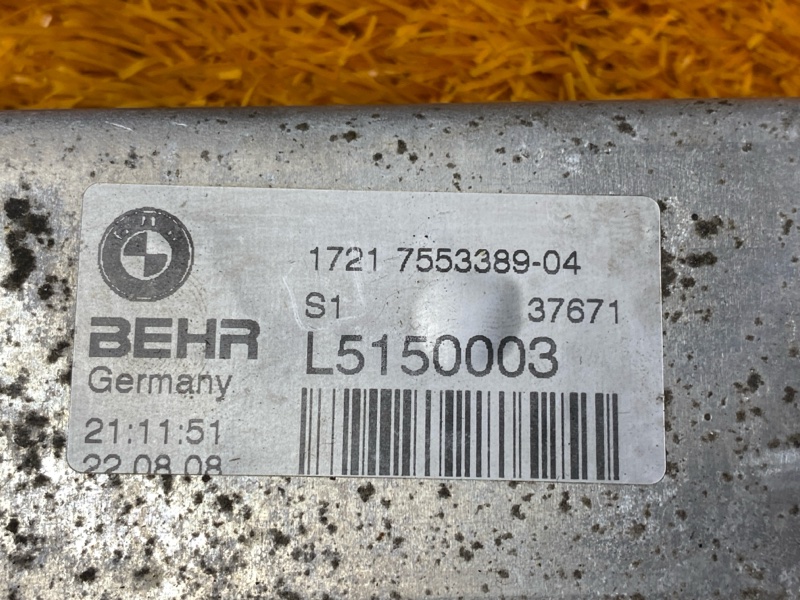 1721 7553389-04
S1 37671
BEHR L5150003
Germany
21:11:51
22.08.08